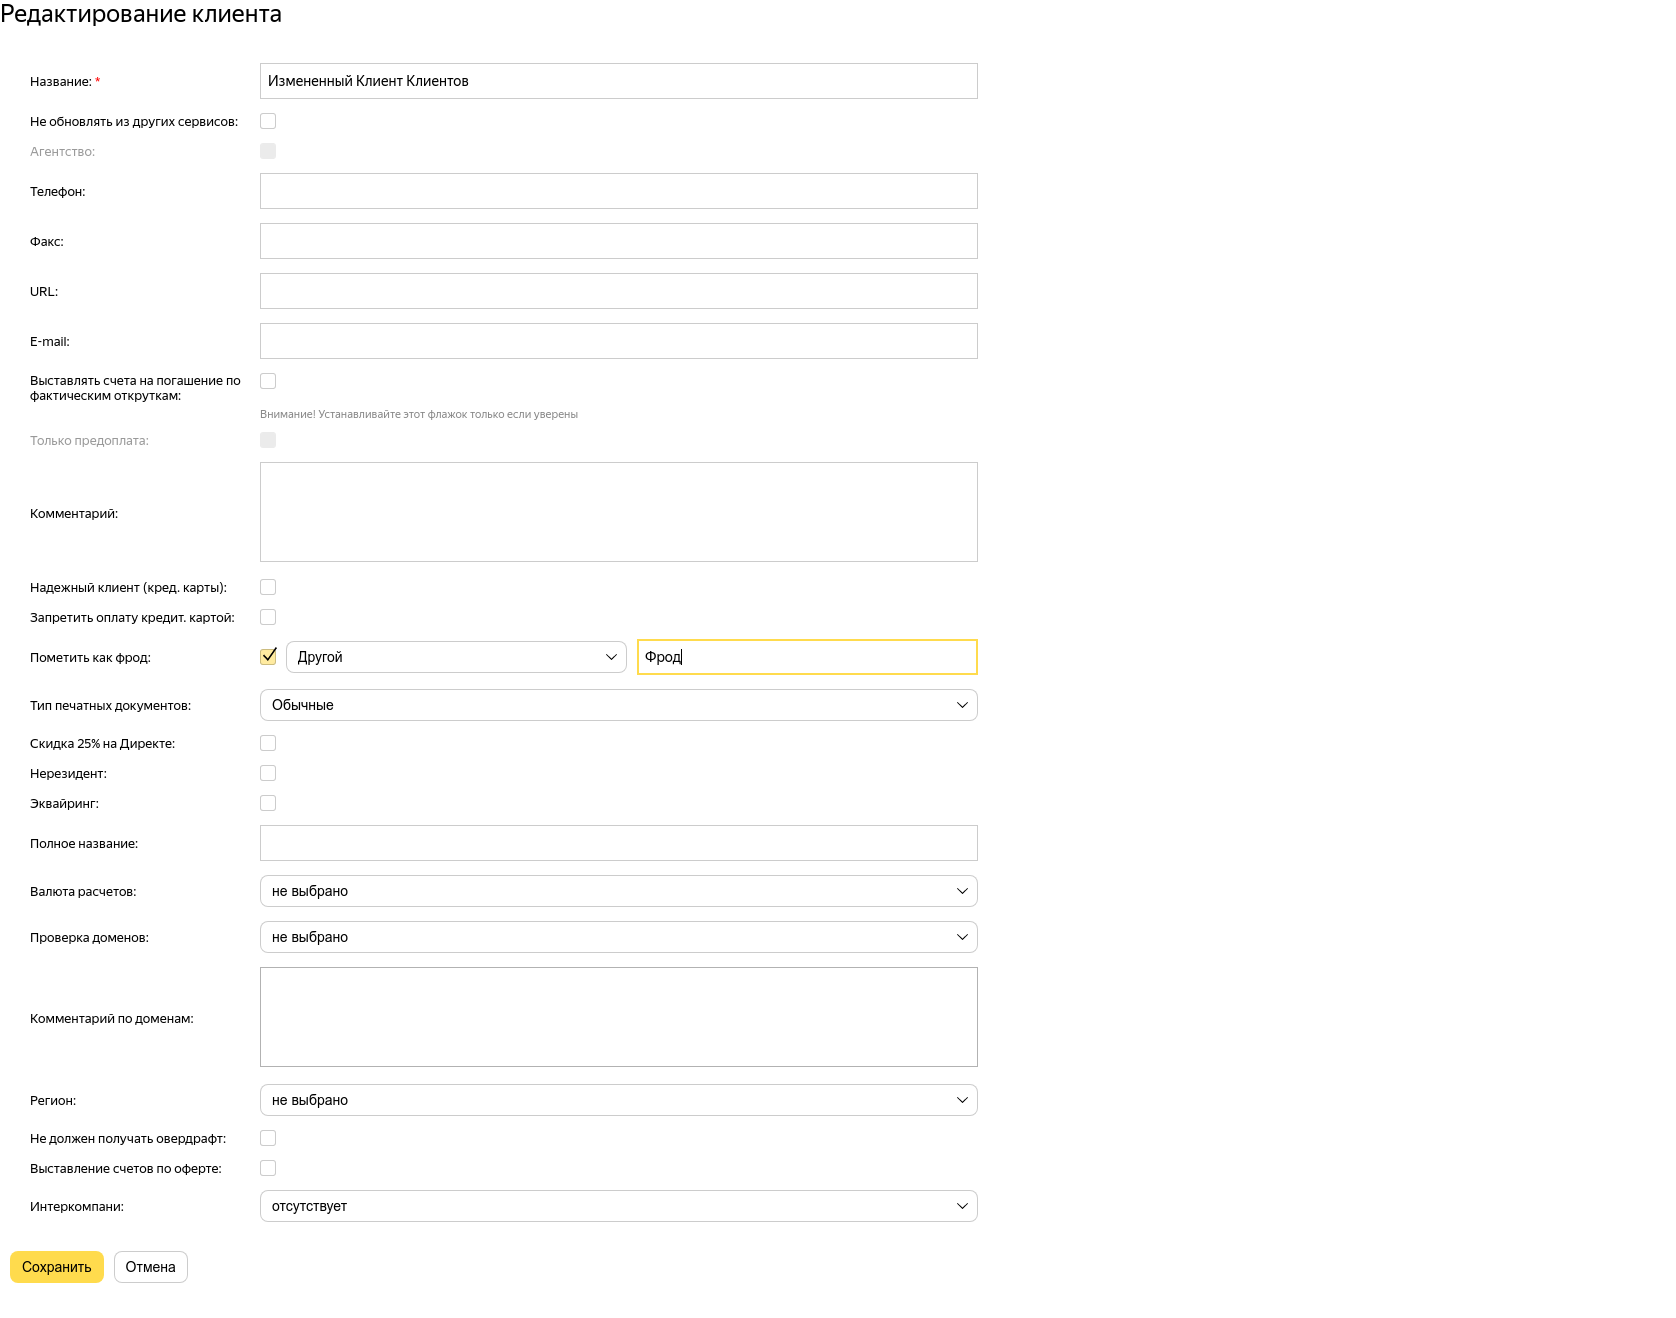 Редактирование клиента
Название: * Измененный Клиент Клиентов
Не обновлять из других сервисов:
Агентство:
Телефон:
Факс:
URL:
E-mail:
Выставлять счета на погашение по
фактическим откруткам:
Внимание! Устанавливайте этот флажок только если уверены
Только предоплата:
Комментарий:
Надежный клиент (кред. карты):
Запретить оплату кредит. картой:
Пометить как фрод: Другой Фрод
Тип печатных документов: Обычные
Скидка 25% на Директе:
Нерезидент:
Эквайринг:
Полное название:
Валюта расчетов: не выбрано
Проверка доменов: не выбрано
Комментарий по доменам:
Регион: не выбрано
Не должен получать овердрафт:
Выставление счетов по оферте:
Интеркомпани: отсутствует
Сохранить Отмена